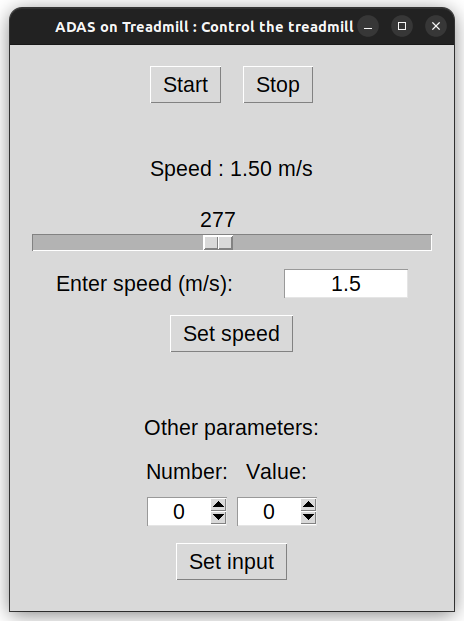 ADAS on Treadmill : Control the treadmill
Start Stop
Speed : 1.50 m/s
277
Enter speed (m/s): 1.5
Set speed
Other parameters:
Number: Value:
0 0
Set input